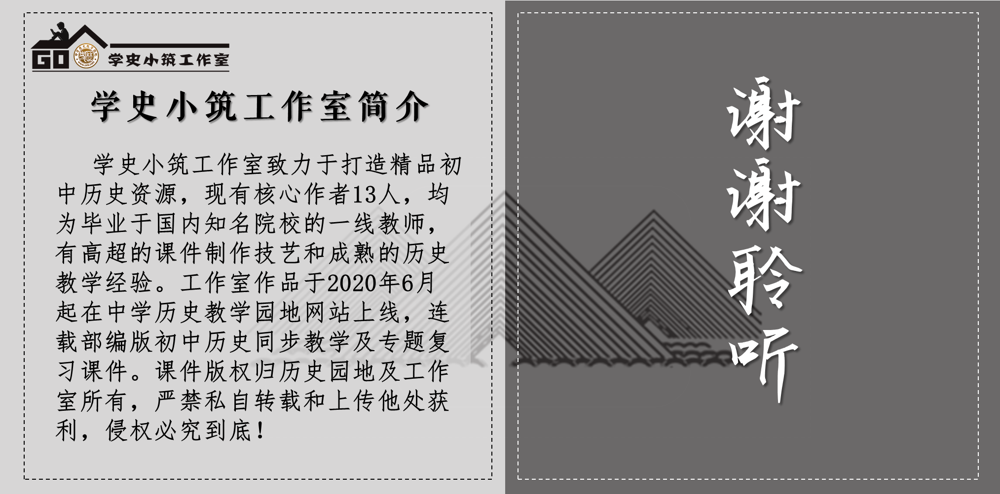 GO 学史小筑工作室
学史小筑工作室简介
学史小筑工作室致力于打造精品初
中历史资源，现有核心作者13人，均
为毕业于国内知名院校的一线教师，
有高超的课件制作技艺和成熟的历史
教学经验。工作室作品于2020年6月
起在中学历史教学园地网站上线，连
载部编版初中历史同步教学及专题复
习课件。课件版权归历史园地及工作
室所有，严禁私自转载和上传他处获
利，侵权必究到底！
谢谢聆听